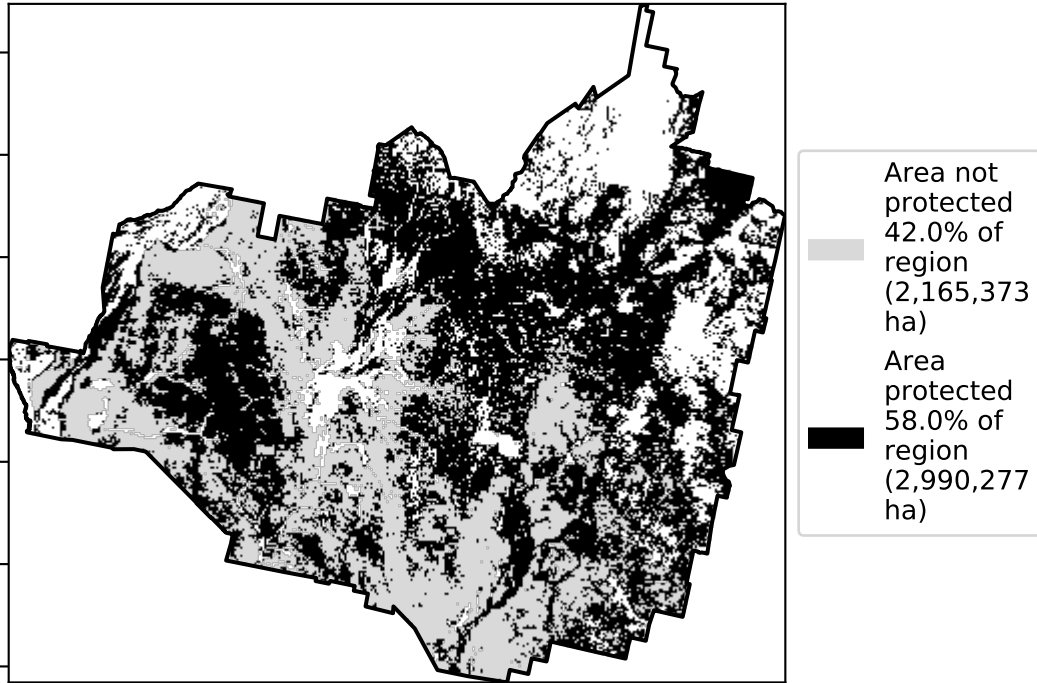 Area not
protected
42.0% of
region
(2,165,373
ha)
Area
protected
58.0% of
region
(2,990,277
ha)